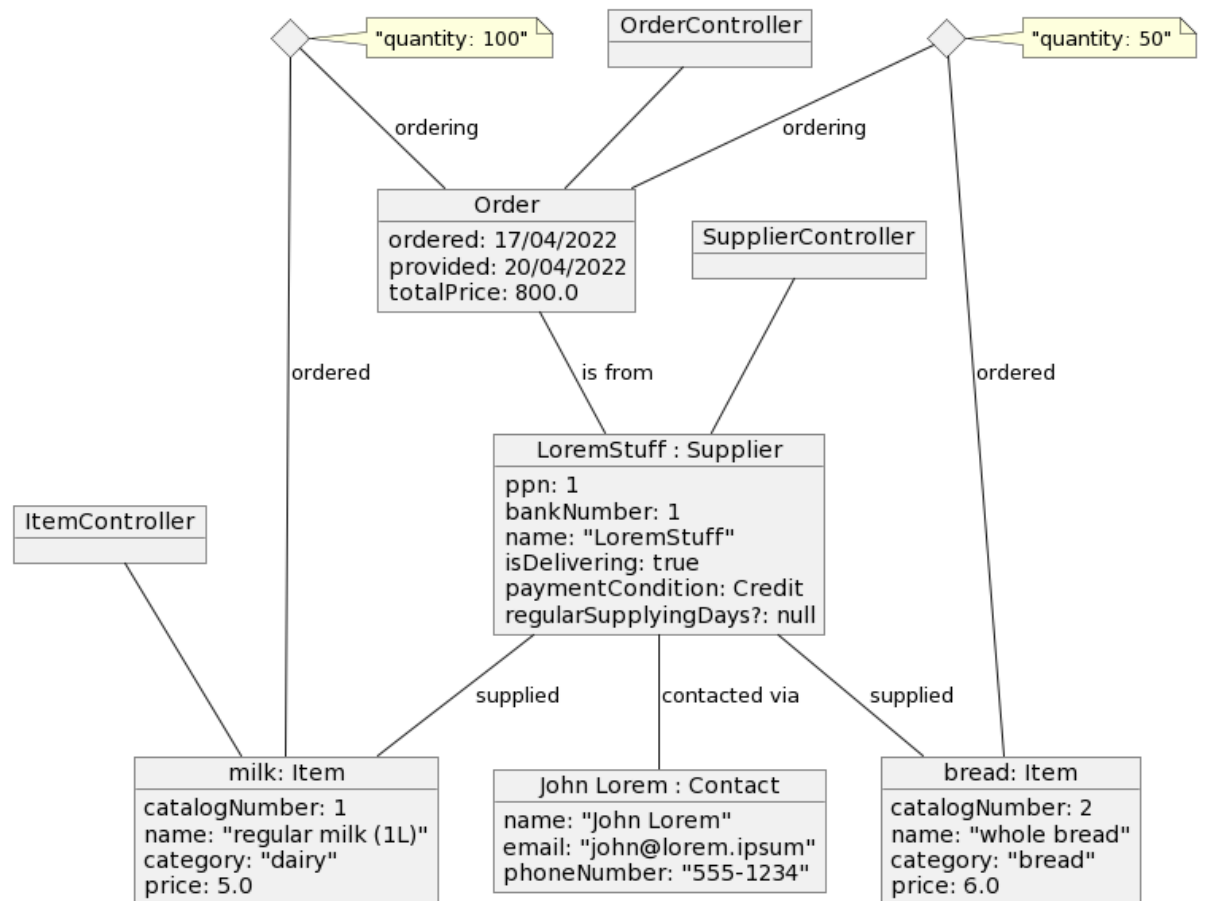 "quantity: 100"
OrderController
"quantity: 50"
ordering
ordering
Order
ordered: 17/04/2022
provided: 20/04/2022
totalPrice: 800.0
SupplierController
ordered
is from
ordered
LoremStuff : Supplier
ppn: 1
bankNumber: 1
name: "LoremStuff"
isDelivering: true
paymentCondition: Credit
regularSupplyingDays?: null
ItemController
supplied
contacted via
supplied
milk: Item
catalogNumber: 1
name: "regular milk (1L)"
category: "dairy"
price: 5.0
John Lorem : Contact
name: "John Lorem"
email: "john@lorem.ipsum"
phoneNumber: "555-1234"
bread: Item
catalogNumber: 2
name: "whole bread"
category: "bread"
price: 6.0